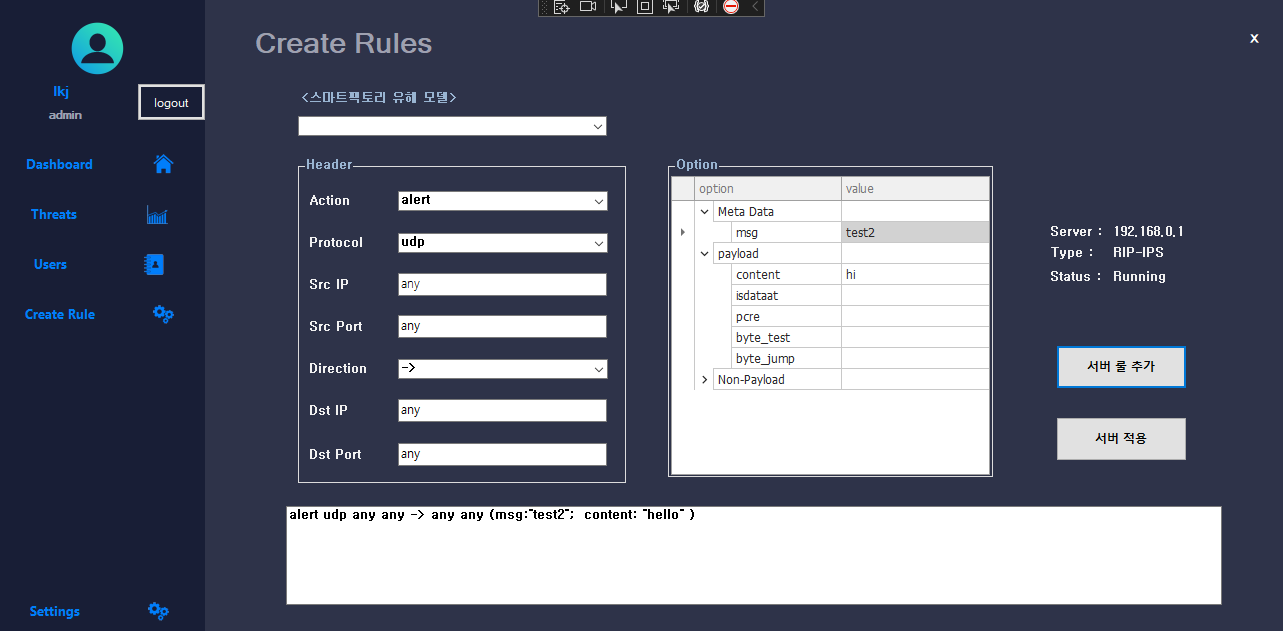 Create Rules
x
lkj
admin
logout
Dashboard
Threats
Users
Create Rule
Settings
<스마트팩토리 유해 모델>
Header
Action alert
Protocol udp
Src IP any
Src Port any
Direction ->
Dst IP any
Dst Port any
Option
option value
Meta Data
msg test2
payload
content hi
isdataat
pcre
byte_test
byte_jump
Non-Payload
Server : 192.168.0.1
Type : RIP-IPS
Status : Running
서버 룰 추가
서버 적용
alert udp any any -> any any (msg:"test2"; content: "hello" )